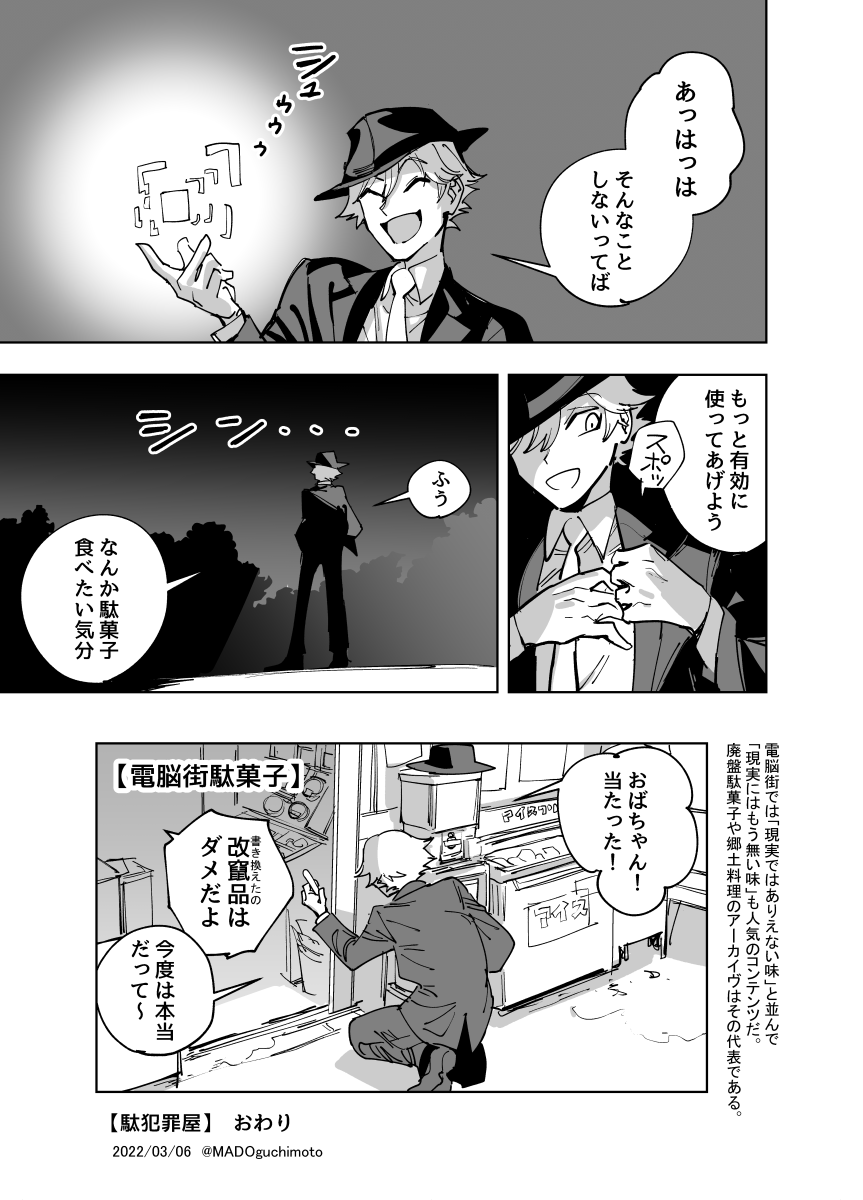 あっはっは
そんなこと
しないってば
シュゥゥゥ
もっと有効に
使ってあげよう
スポッ
シン・・・・
ふぅ
なんか駄菓子
食べたい気分
【電脳街駄菓子】
おばちゃん！
当たった！
アイスクリ
アイス
書き換えたの
改竄品は
ダメだよ
今度は本当
だって〜
電脳街では「現実ではありえない味」と並んで
「現実にはもう無い味」も人気のコンテンツだ。
廃盤駄菓子や郷土料理のアーカイヴはその代表である。
【駄犯罪屋】 おわり
2022/03/06 @MADOguchimoto